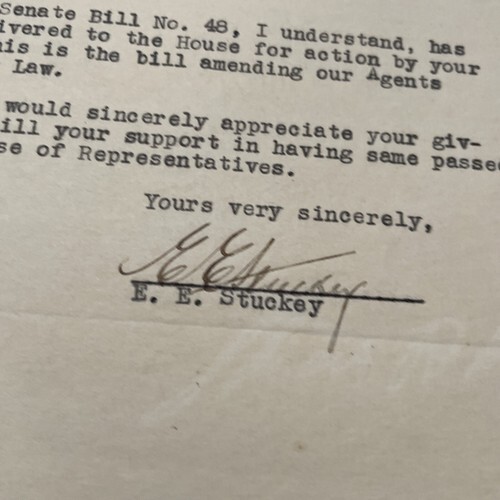 Senate Bill No. 48, I understand, has
ivered to the House for action by your
his is the bill amending our Agents
Law.
would sincerely appreciate your giv-
ill your support in having same passed
se of Representatives.
Yours very sincerely,
E E Stuckey
E. E. Stuckey